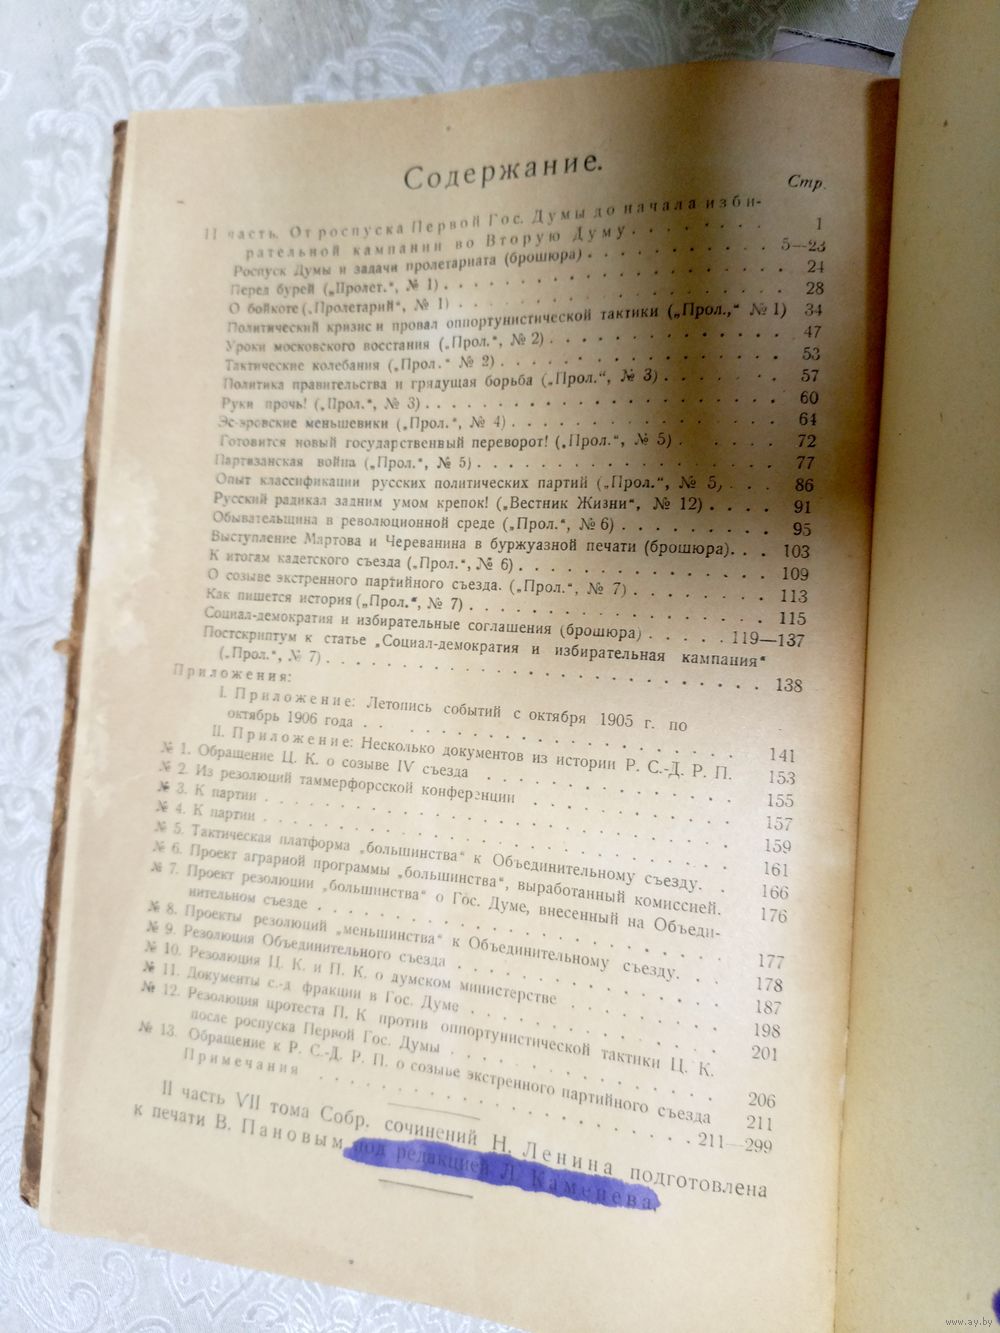 Содержание.
Стр.
II часть. От роспуска Первой Гос. Думы до начала изби-
рательной кампании во Вторую Думу . . . . . . . . 1
Роспуск Думы и задачи пролетариата (брошюра) . . . . . . . . . 5—23
Перед бурей („Пролет.“, № 1) . . . . . . . . . . . . . . . 24
О бойкоте („Пролетарий“, № 1) . . . . . . . . . . . . . . . 28
Политический кризис и провал оппортунистической тактики („Прол.,“ № 1) 34
Уроки московского восстания („Прол.“, № 2) . . . . . . . . . . 47
Тактические колебания („Прол.“ № 2) . . . . . . . . . . . . 53
Политика правительства и грядущая борьба („Прол.“, № 3) . . . . . . 57
Руки прочь! („Прол.“, № 3) . . . . . . . . . . . . . . . . 60
Эс-эровские меньшевики („Прол.“, № 4) . . . . . . . . . . . . 64
Готовится новый государственный переворот! („Прол.“, № 5) . . . . . 72
Партизанская война („Прол.“, № 5) . . . . . . . . . . . . . 77
Опыт классификации русских политических партий („Прол.“, № 5) . . . 86
Русский радикал задним умом крепок! („Вестник Жизни“, № 12) . . . . 91
Обывательщина в революционной среде („Прол.“, № 6) . . . . . . . 95
Выступление Мартова и Череванина в буржуазной печати (брошюра). . . 103
К итогам кадетского съезда („Прол.“, № 6) . . . . . . . . . . . 109
О созыве экстренного партийного съезда. („Прол.“, № 7) . . . . . . . 113
Как пишется история („Прол.“, № 7) . . . . . . . . . . . . . 115
Социал-демократия и избирательные соглашения (брошюра) . . . . . 119—137
Постскриптум к статье „Социал-демократия и избирательная кампания“
(„Прол.“, № 7) . . . . . . . . . . . . . . . . . . . 138
Приложения:
I. Приложение: Летопись событий с октября 1905 г. по
октябрь 1906 года . . . . . . . . . . . . . . . . 141
II. Приложение: Несколько документов из истории Р. С.-Д. Р. П. 153
№ 1. Обращение Ц. К. о созыве IV съезда . . . . . . . . . . . 155
№ 2. Из резолюций таммерфорсской конференции . . . . . . . . . 157
№ 3. К партии . . . . . . . . . . . . . . . . . . . . 159
№ 4. К партии . . . . . . . . . . . . . . . . . . . . 161
№ 5. Тактическая платформа „большинства“ к Объединительному съезду. . 166
№ 6. Проект аграрной программы „большинства“, выработанный комиссией. 176
№ 7. Проект резолюции „большинства“ о Гос. Думе, внесенный на Объеди-
нительном съезде . . . . . . . . . . . . . . . . . . 177
№ 8. Проекты резолюций „меньшинства“ к Объединительному съезду. . . 178
№ 9. Резолюция Объединительного съезда . . . . . . . . . . . . 187
№ 10. Резолюция Ц. К. и П. К. о думском министерстве . . . . . . . 198
№ 11. Документы с.-д фракции в Гос. Думе . . . . . . . . . . . 201
№ 12. Резолюция протеста П. К против оппортунистической тактики Ц. К.
после роспуска Первой Гос. Думы . . . . . . . . . . . . 206
№ 13. Обращение к Р. С.-Д. Р. П. о созыве экстренного партийного съезда 211
Примечания . . . . . . . . . . . . . . . . . . 211—299
II часть VII тома Собр. сочинений Н. Ленина подготовлена
к печати В. Пановым под редакцией Л. Каменева.
www.ay.by